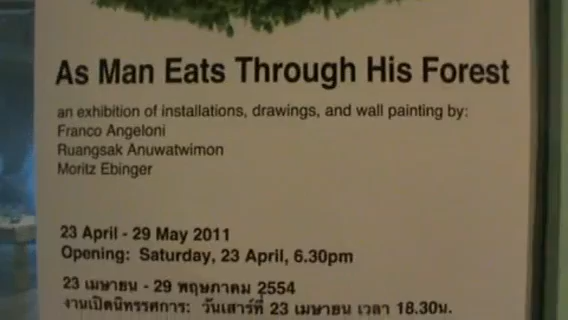 As Man Eats Through His Forest
an exhibition of installations, drawings, and wall painting by:
Franco Angeloni
Ruangsak Anuwatwimon
Moritz Ebinger
23 April - 29 May 2011
Opening: Saturday, 23 April, 6.30pm
23 เมษายน - 29 พฤษภาคม 2554
งานเปิดนิทรรศการ: วันเสาร์ที่ 23 เมษายน เวลา 18.30น.